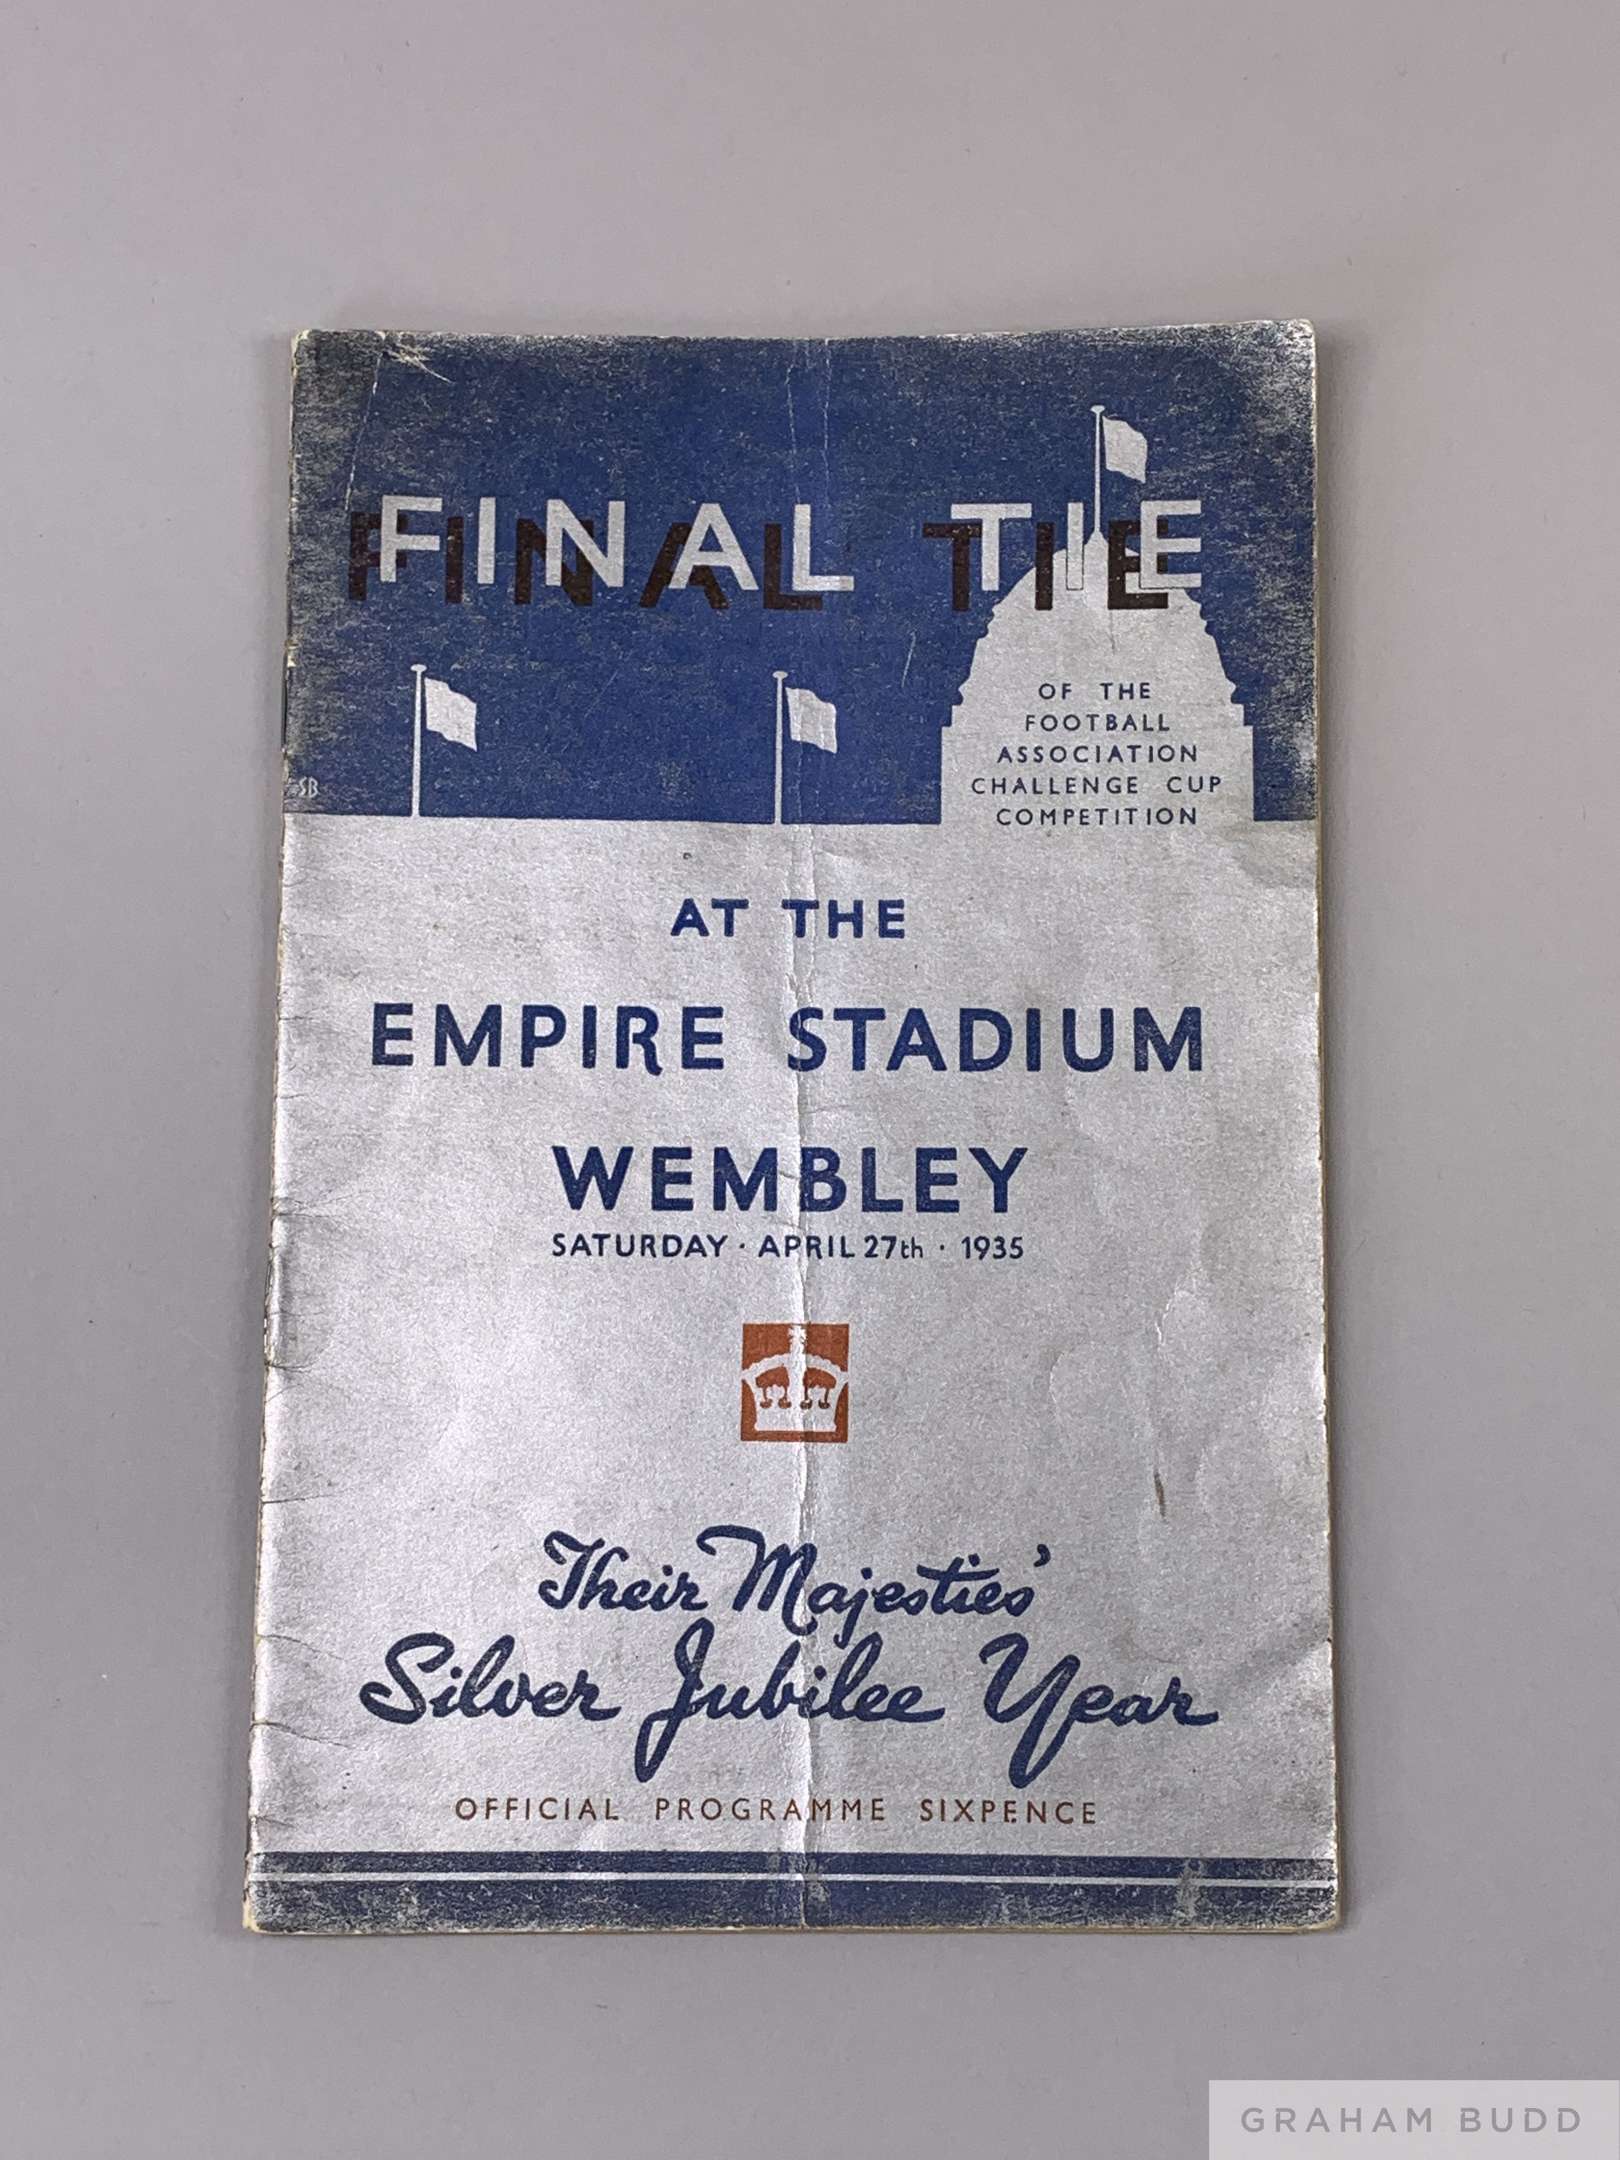 FINAL TIE
OF THE
FOOTBALL
ASSOCIATION
CHALLENGE CUP
COMPETITION
SB
AT THE
EMPIRE STADIUM
WEMBLEY
SATURDAY · APRIL 27th · 1935
Their Majesties'
Silver Jubilee Year
OFFICIAL PROGRAMME SIXPENCE
GRAHAM BUDD